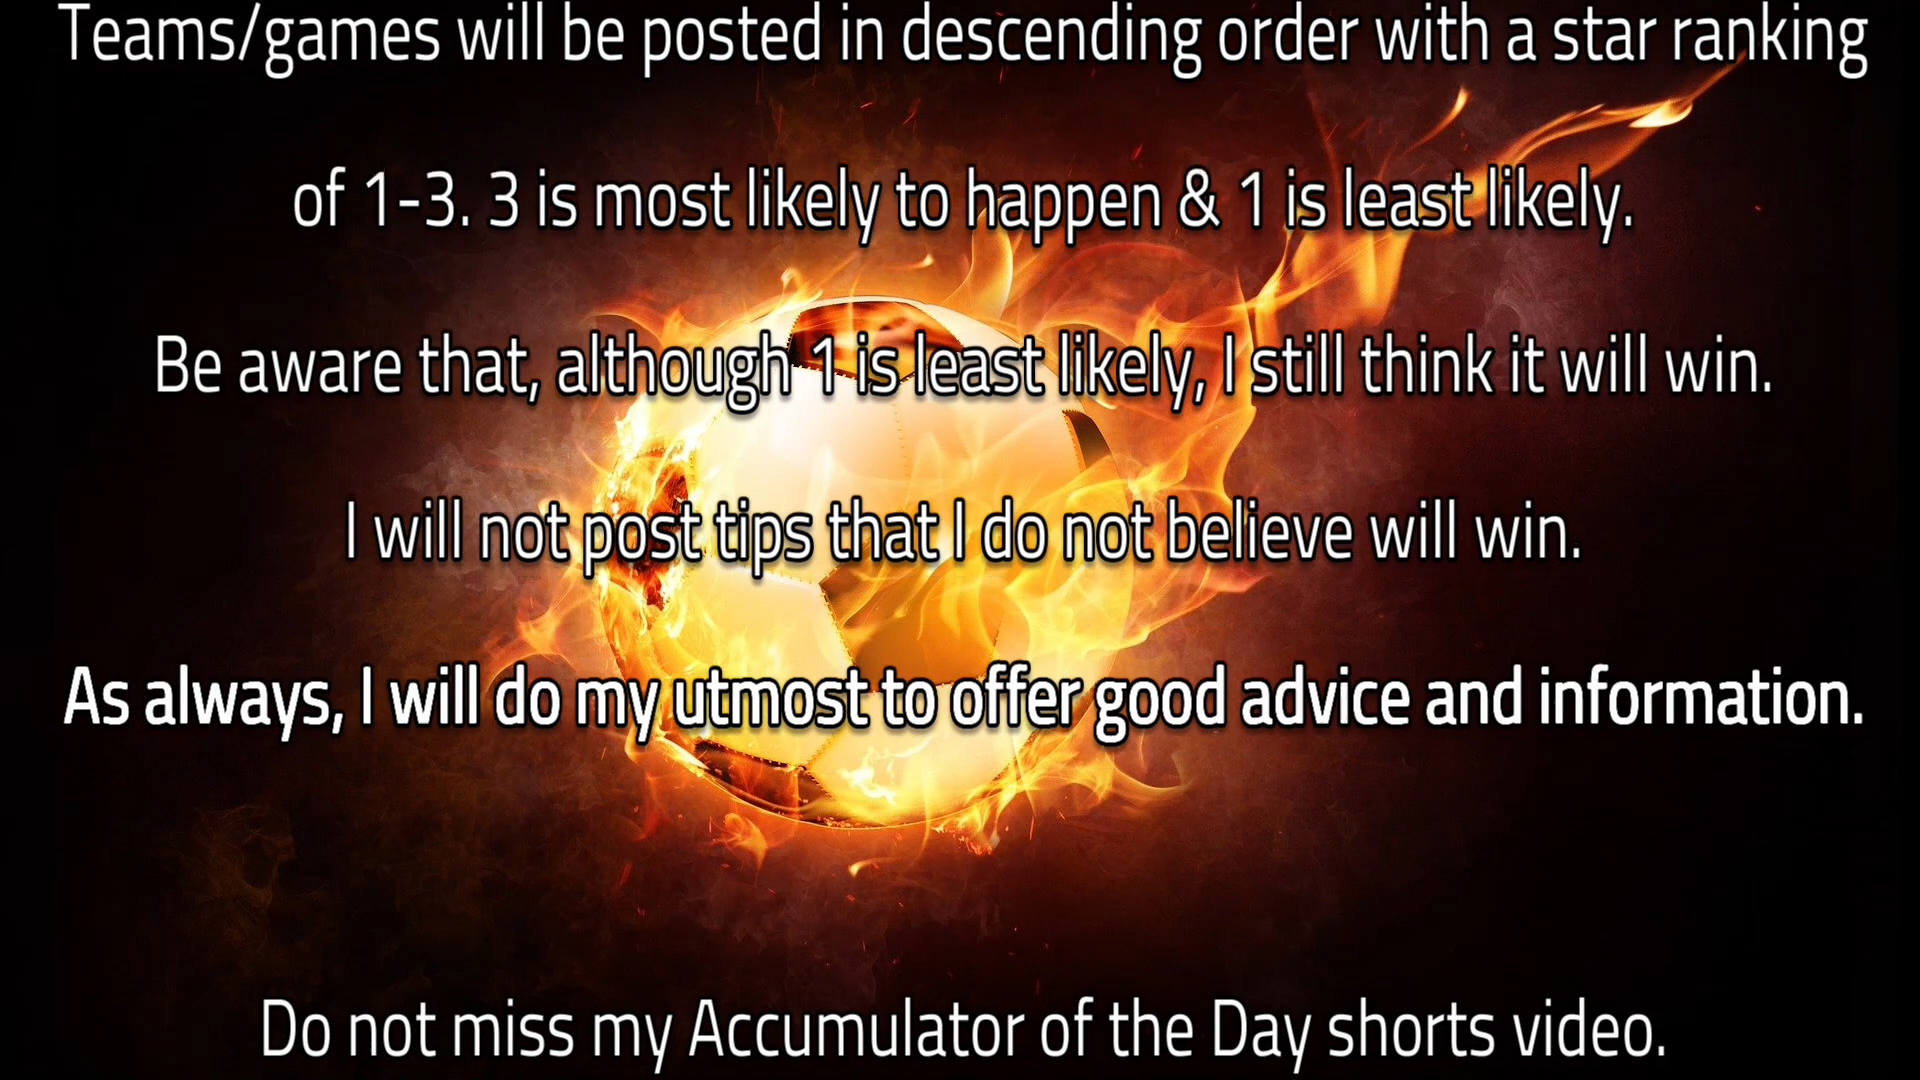 Teams/games will be posted in descending order with a star ranking
of 1-3. 3 is most likely to happen & 1 is least likely.
Be aware that, although 1 is least likely, I still think it will win.
I will not post tips that I do not believe will win.
As always, I will do my utmost to offer good advice and information.
Do not miss my Accumulator of the Day shorts video.